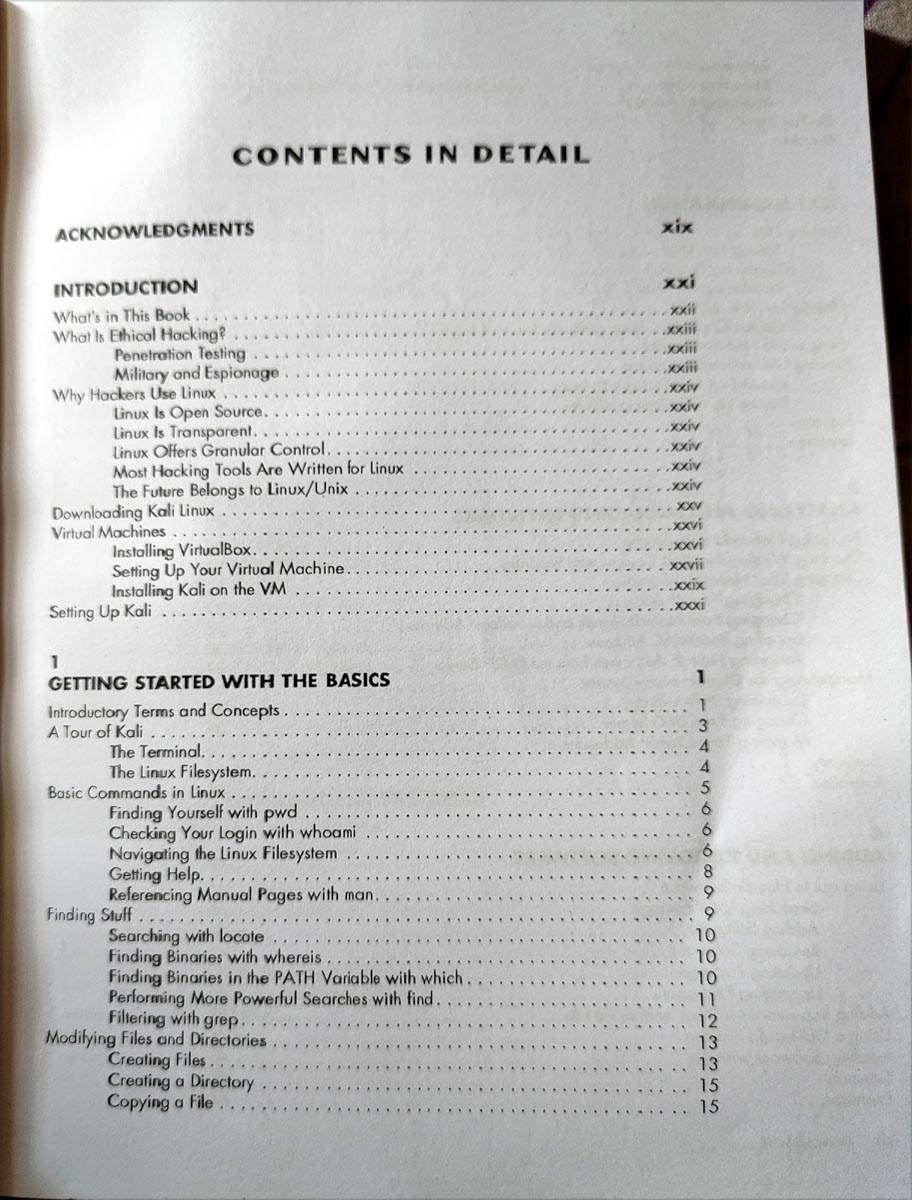 CONTENTS IN DETAIL
ACKNOWLEDGMENTS xix
INTRODUCTION xxi
What's in This Book . . . . . . . . . . xxii
What Is Ethical Hacking? . . . . . . . . . . xxiii
Penetration Testing . . . . . . . . . . xxiii
Military and Espionage . . . . . . . . . . xxiii
Why Hackers Use Linux . . . . . . . . . . xxiv
Linux Is Open Source. . . . . . . . . . xxiv
Linux Is Transparent. . . . . . . . . . xxiv
Linux Offers Granular Control. . . . . . . . . . xxiv
Most Hacking Tools Are Written for Linux . . . . . . . . . . xxiv
The Future Belongs to Linux/Unix . . . . . . . . . . xxiv
Downloading Kali Linux . . . . . . . . . . xxv
Virtual Machines . . . . . . . . . . xxvi
Installing VirtualBox. . . . . . . . . . xxvi
Setting Up Your Virtual Machine. . . . . . . . . . xxvii
Installing Kali on the VM . . . . . . . . . . xxix
Setting Up Kali . . . . . . . . . . xxxi
1
GETTING STARTED WITH THE BASICS 1
Introductory Terms and Concepts . . . . . . . . . . 1
A Tour of Kali . . . . . . . . . . 3
The Terminal. . . . . . . . . . 4
The Linux Filesystem. . . . . . . . . . 4
Basic Commands in Linux . . . . . . . . . . 5
Finding Yourself with pwd . . . . . . . . . . 6
Checking Your Login with whoami . . . . . . . . . . 6
Navigating the Linux Filesystem . . . . . . . . . . 6
Getting Help. . . . . . . . . . 8
Referencing Manual Pages with man. . . . . . . . . . 9
Finding Stuff . . . . . . . . . . 9
Searching with locate . . . . . . . . . . 10
Finding Binaries with whereis . . . . . . . . . . 10
Finding Binaries in the PATH Variable with which . . . . . . . . . . 10
Performing More Powerful Searches with find . . . . . . . . . . 11
Filtering with grep . . . . . . . . . . 12
Modifying Files and Directories . . . . . . . . . . 13
Creating Files . . . . . . . . . . 13
Creating a Directory . . . . . . . . . . 15
Copying a File . . . . . . . . . . 15